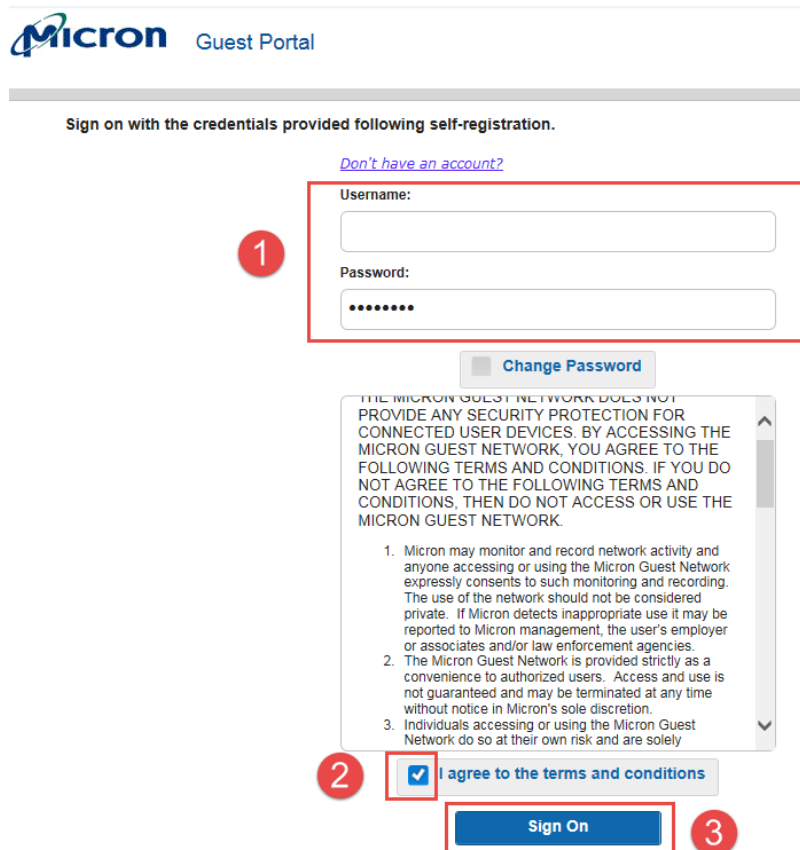 Micron Guest Portal
Sign on with the credentials provided following self-registration.
Don't have an account?
Username:
1
Password:
••••••••
Change Password
THE MICRON GUEST NETWORK DOES NOT
PROVIDE ANY SECURITY PROTECTION FOR
CONNECTED USER DEVICES. BY ACCESSING THE
MICRON GUEST NETWORK, YOU AGREE TO THE
FOLLOWING TERMS AND CONDITIONS. IF YOU DO
NOT AGREE TO THE FOLLOWING TERMS AND
CONDITIONS, THEN DO NOT ACCESS OR USE THE
MICRON GUEST NETWORK.
1. Micron may monitor and record network activity and
anyone accessing or using the Micron Guest Network
expressly consents to such monitoring and recording.
The use of the network should not be considered
private. If Micron detects inappropriate use it may be
reported to Micron management, the user's employer
or associates and/or law enforcement agencies.
2. The Micron Guest Network is provided strictly as a
convenience to authorized users. Access and use is
not guaranteed and may be terminated at any time
without notice in Micron's sole discretion.
3. Individuals accessing or using the Micron Guest
Network do so at their own risk and are solely
2 I agree to the terms and conditions
Sign On 3